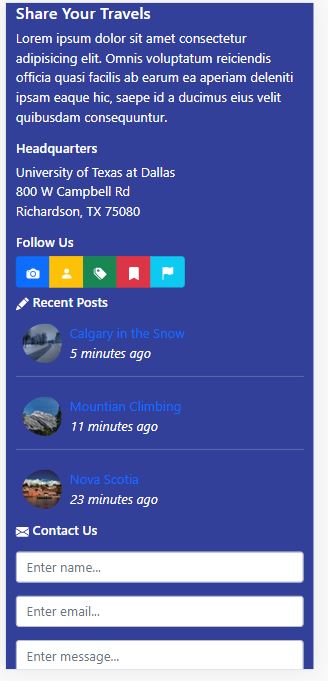 Share Your Travels
Lorem ipsum dolor sit amet consectetur
adipisicing elit. Omnis voluptatum reiciendis
officia quasi facilis ab earum ea aperiam deleniti
ipsam eaque hic, saepe id a ducimus eius velit
quibusdam consequuntur.
Headquarters
University of Texas at Dallas
800 W Campbell Rd
Richardson, TX 75080
Follow Us
Recent Posts
Calgary in the Snow
5 minutes ago
Mountian Climbing
11 minutes ago
Nova Scotia
23 minutes ago
Contact Us
Enter name...
Enter email...
Enter message...